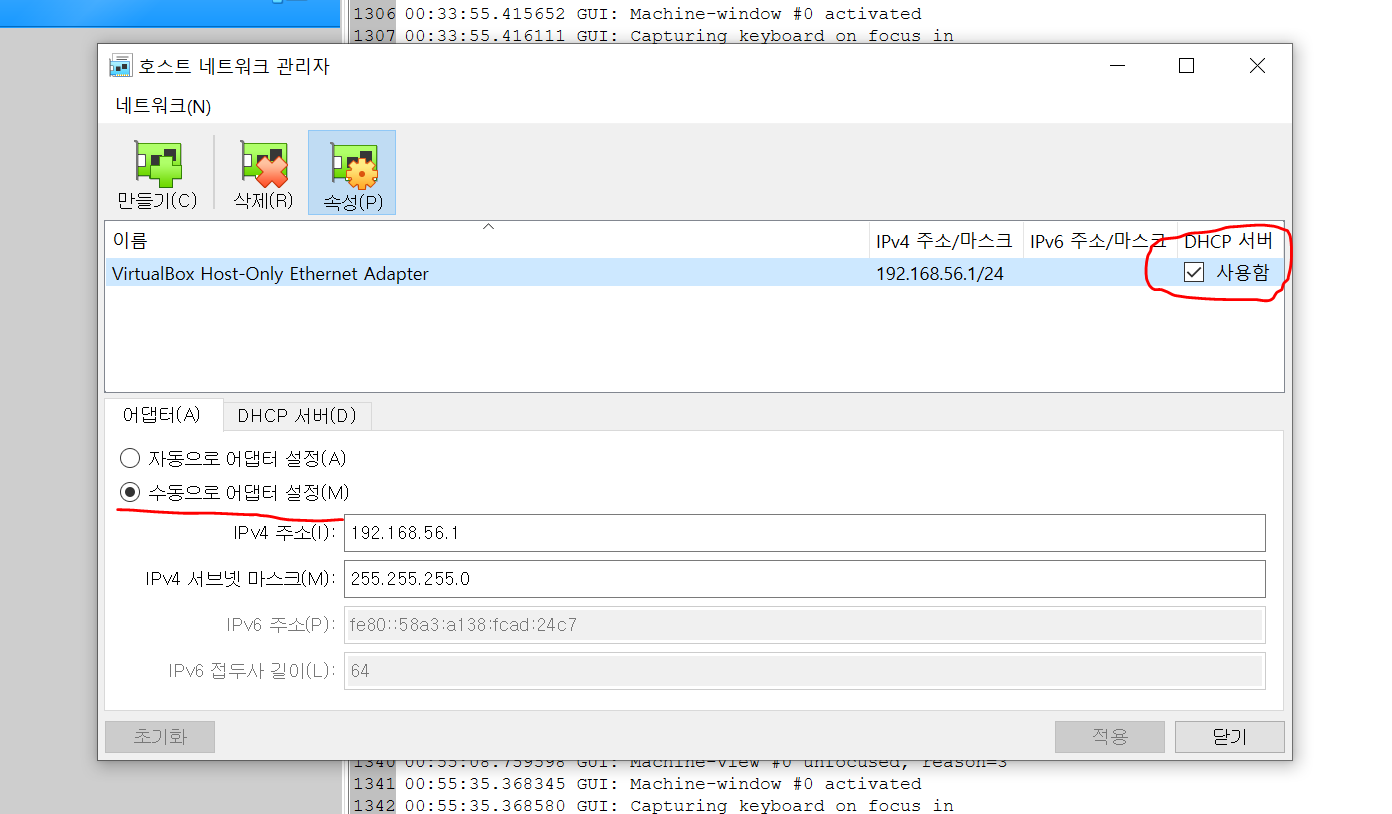 1306 00:33:55.415652 GUI: Machine-window #0 activated
1307 00:33:55.416111 GUI: Capturing keyboard on focus in
호스트 네트워크 관리자
네트워크(N)
만들기(C) 삭제(R) 속성(P)
이름 IPv4 주소/마스크 IPv6 주소/마스크 DHCP 서버
VirtualBox Host-Only Ethernet Adapter 192.168.56.1/24 사용함
어댑터(A) DHCP 서버(D)
자동으로 어댑터 설정(A)
수동으로 어댑터 설정(M)
IPv4 주소(I): 192.168.56.1
IPv4 서브넷 마스크(M): 255.255.255.0
IPv6 주소(P): fe80::58a3:a138:fcad:24c7
IPv6 접두사 길이(L): 64
초기화 적용 닫기
1340 00:55:08.759598 GUI: Machine-view #0 unfocused, reason=3
1341 00:55:35.368345 GUI: Machine-window #0 activated
1342 00:55:35.368580 GUI: Capturing keyboard on focus in